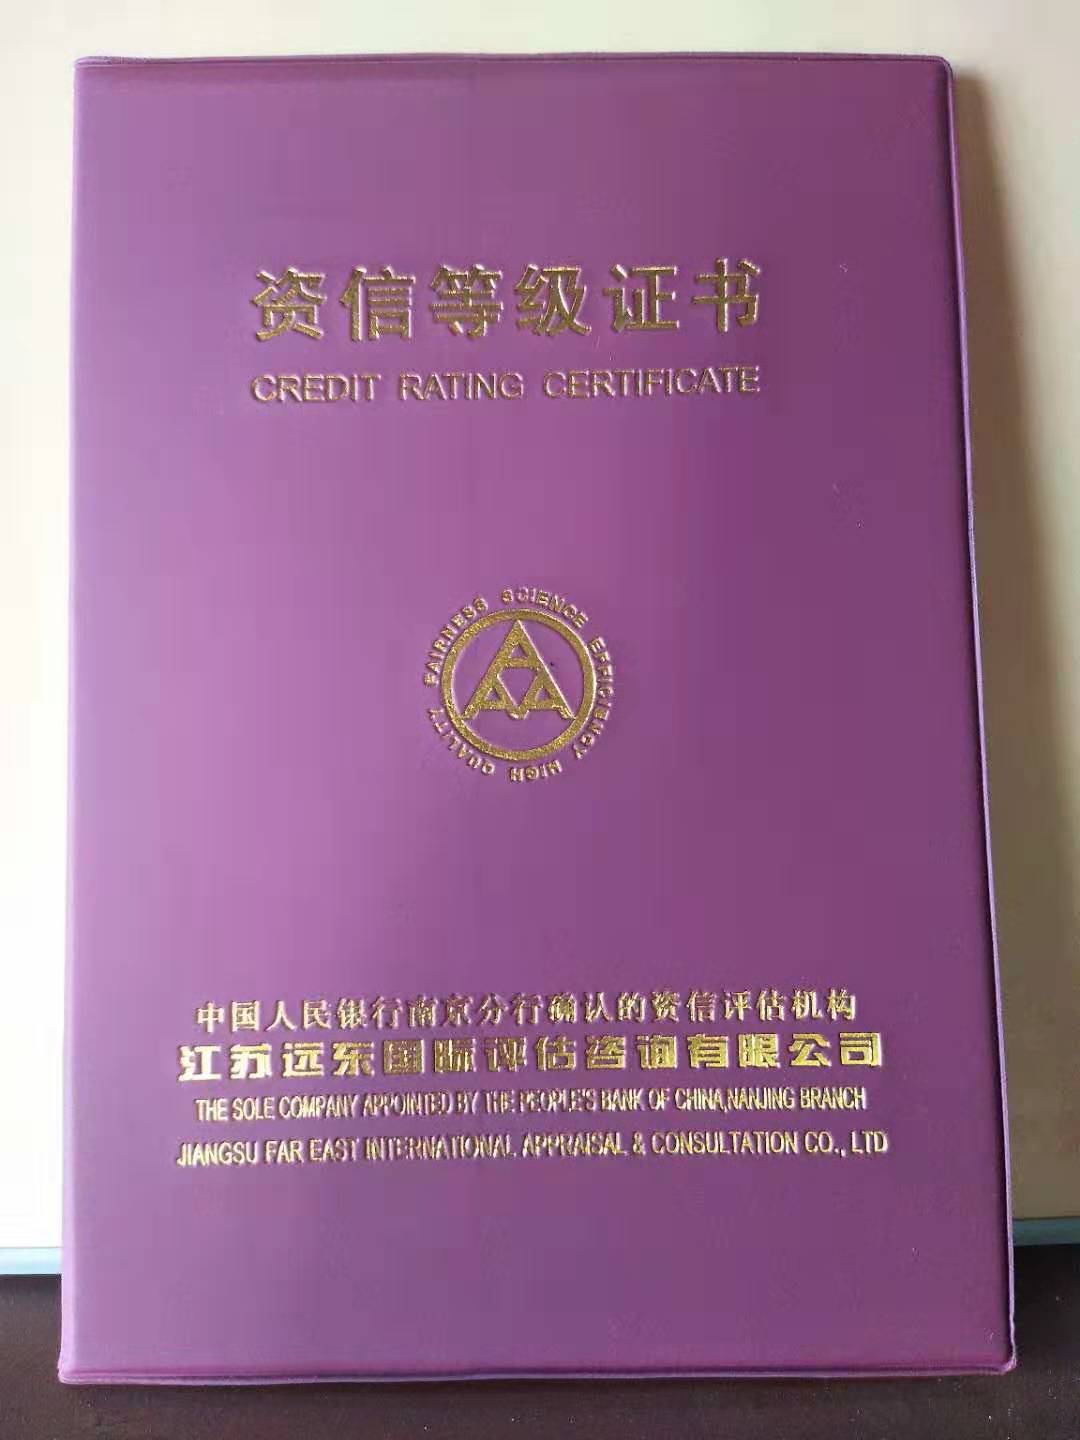 资信等级证书
CREDIT RATING CERTIFICATE
FAIRNESS SCIENCE EFFICIENCY HIGH QUALITY
中国人民银行南京分行确认的资信评估机构
江苏远东国际评估咨询有限公司
THE SOLE COMPANY APPOINTED BY THE PEOPLE'S BANK OF CHINA,NANJING BRANCH
JIANGSU FAR EAST INTERNATIONAL APPRAISAL & CONSULTATION CO., LTD